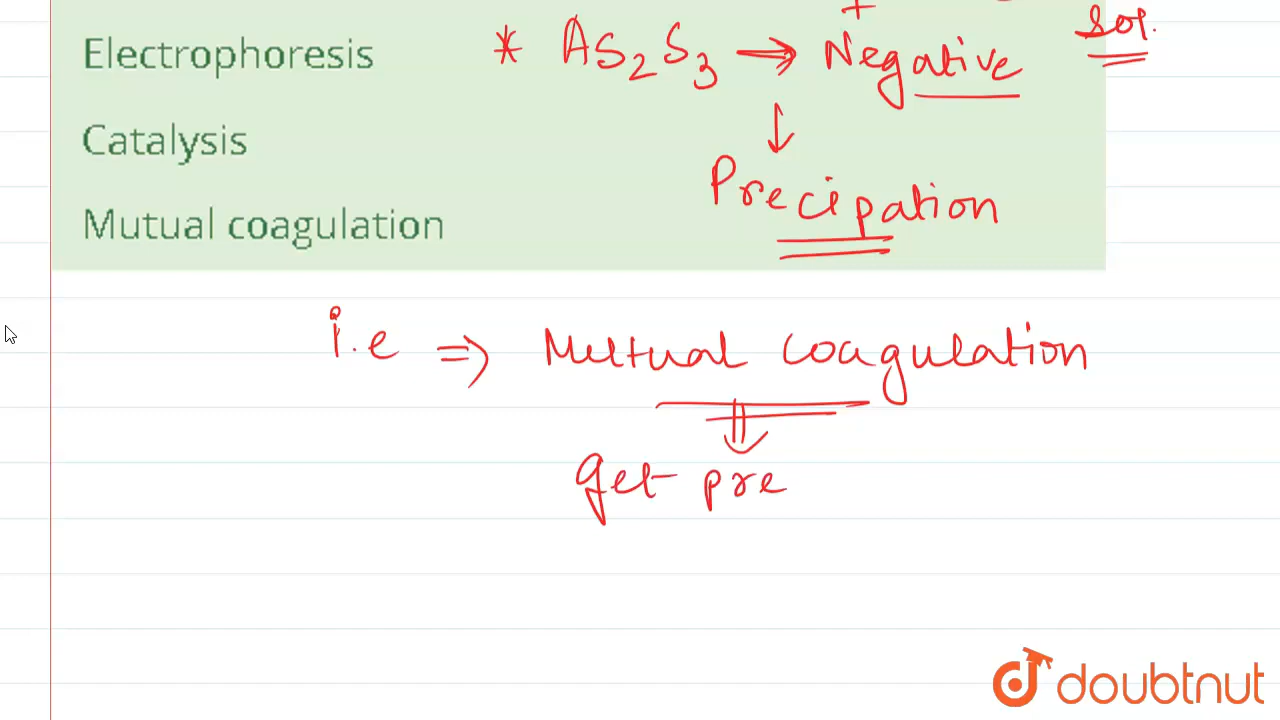 +
Sol.
Electrophoresis
* As2S3 → Negative
↓
Catalysis
Precipation
Mutual coagulation
i.e ⇒ Mutual coagulation
⇓
get pre
doubtnut